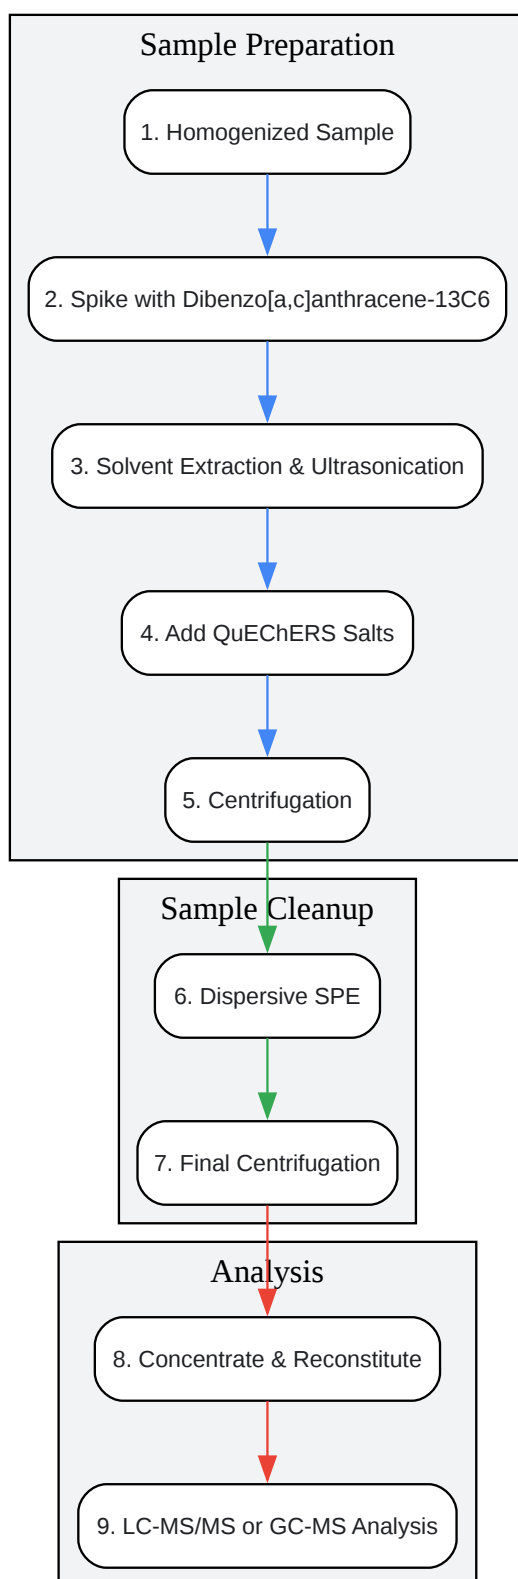 Sample Preparation
1. Homogenized Sample
2. Spike with Dibenzo[a,c]anthracene-13C6
3. Solvent Extraction & Ultrasonication
4. Add QuEChERS Salts
5. Centrifugation
Sample Cleanup
6. Dispersive SPE
7. Final Centrifugation
Analysis
8. Concentrate & Reconstitute
9. LC-MS/MS or GC-MS Analysis